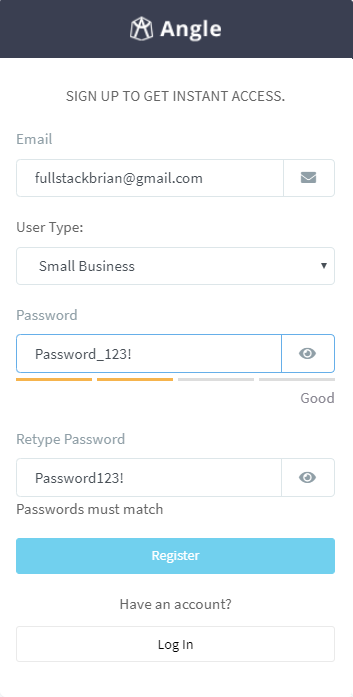 Angle
SIGN UP TO GET INSTANT ACCESS.
Email
fullstackbrian@gmail.com
User Type:
Small Business
Password
Password_123!
Good
Retype Password
Password123!
Passwords must match
Register
Have an account?
Log In